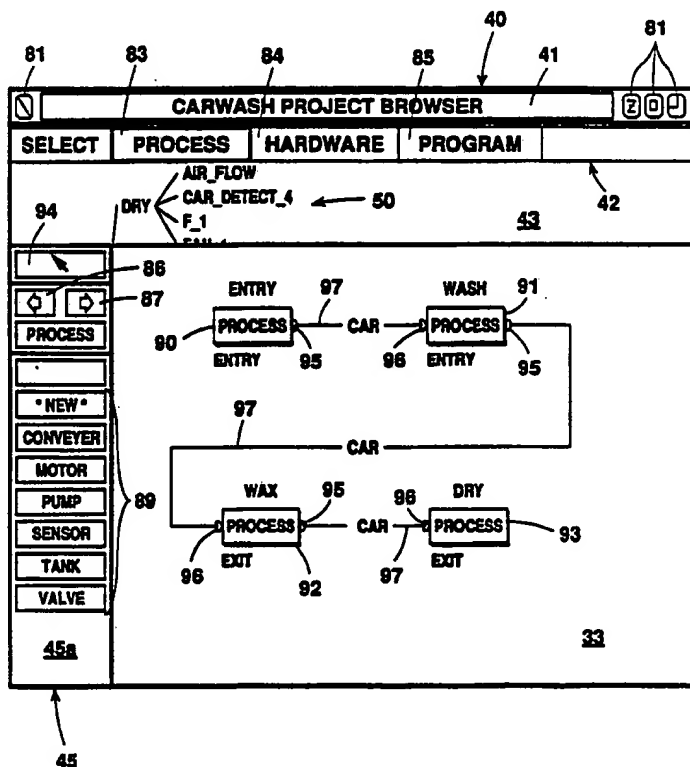 40
81 83 84 85 41 81
CARWASH PROJECT BROWSER Z
SELECT PROCESS HARDWARE PROGRAM
AIR_FLOW
DRY CAR_DETECT_4 50 43 42
F_1
94
86
87
PROCESS
*NEW*
CONVEYER
MOTOR
PUMP
SENSOR
TANK
VALVE
89
45a
45
ENTRY 97 WASH 91
90 PROCESS CAR PROCESS
ENTRY 95 96 ENTRY 95
97
CAR
WAX 95 96 DRY
PROCESS CAR PROCESS 93
96 EXIT 92 97 EXIT
33